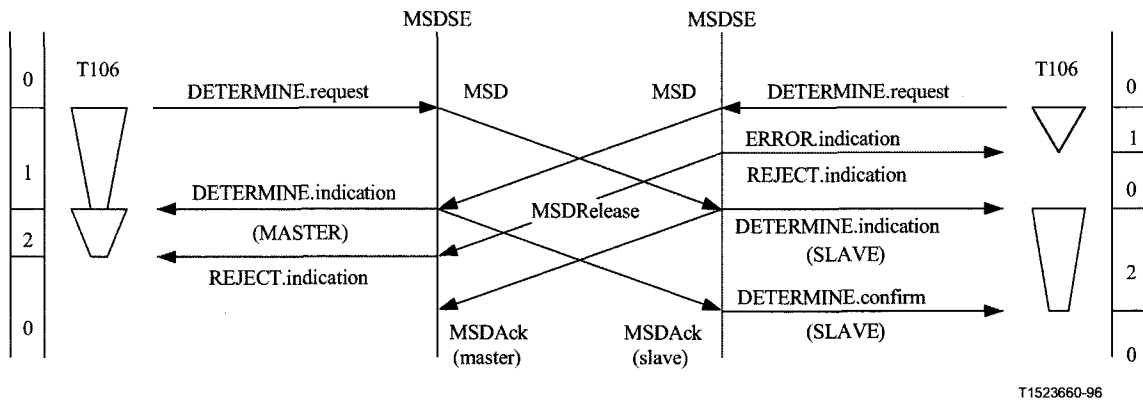 MSDSE MSDSE
0 T106 T106 0
DETERMINE.request MSD MSD DETERMINE.request
ERROR.indication 1
1 REJECT.indication
DETERMINE.indication MSDRelease 0
2 (MASTER) DETERMINE.indication
(SLAVE)
REJECT.indication 2
DETERMINE.confirm
0 MSDAck MSDAck (SLAVE)
(master) (slave) 0
T1523660-96